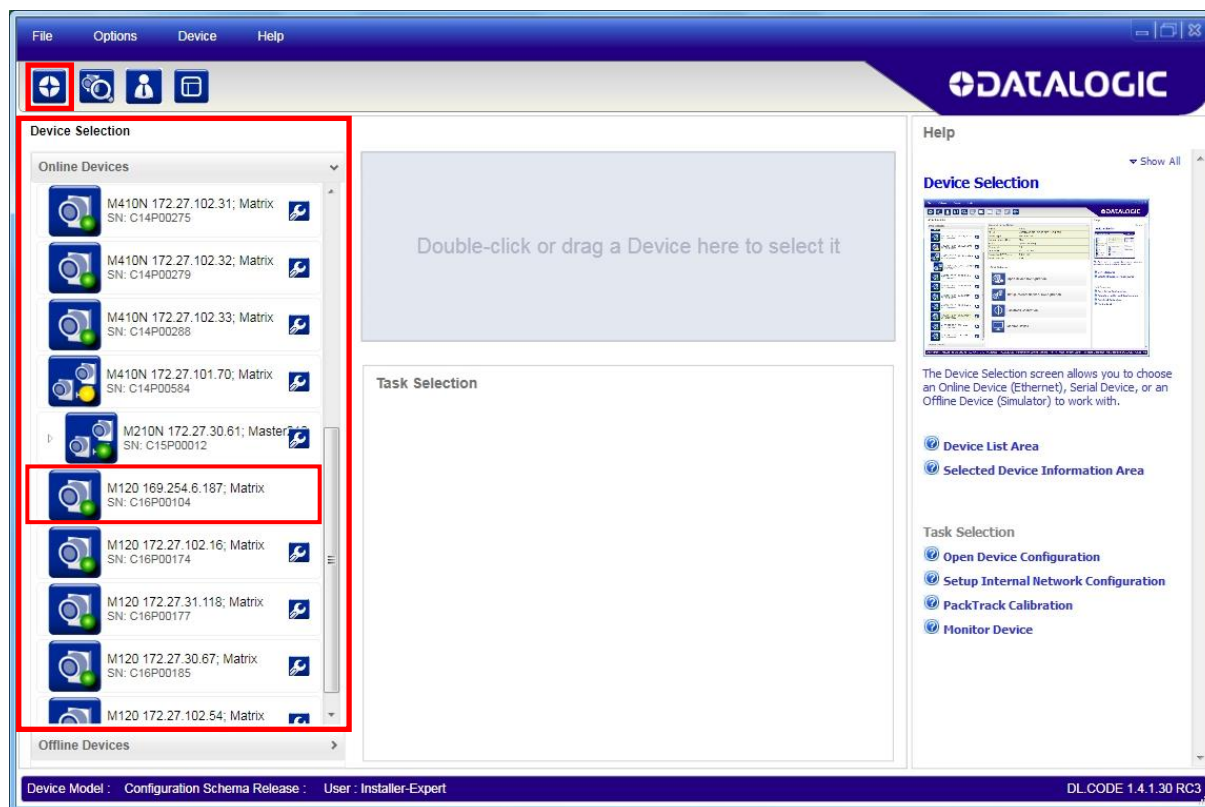 File Options Device Help
DATALOGIC
Device Selection
Online Devices
M410N 172.27.102.31; Matrix
SN: C14P00275
M410N 172.27.102.32; Matrix
SN: C14P00279
M410N 172.27.102.33; Matrix
SN: C14P00288
M410N 172.27.101.70; Matrix
SN: C14P00584
M210N 172.27.30.61;
SN: C15P00012
M120 169.254.6.187; Matrix
SN: C16P00104
M120 172.27.102.16; Matrix
SN: C16P00174
M120 172.27.31.118; Matrix
SN: C16P00177
M120 172.27.30.67; Matrix
SN: C16P00185
M120 172.27.102.54; Matrix
Offline Devices
Double-click or drag a Device here to select it
Task Selection
Help
Show All
Device Selection
The Device Selection screen allows you to choose
an Online Device (Ethernet), Serial Device, or an
Offline Device (Simulator) to work with.
Device List Area
Selected Device Information Area
Task Selection
Open Device Configuration
Setup Internal Network Configuration
PackTrack Calibration
Monitor Device
Device Model : Configuration Schema Release : User : Installer-Expert
DL.CODE 1.4.1.30 RC3